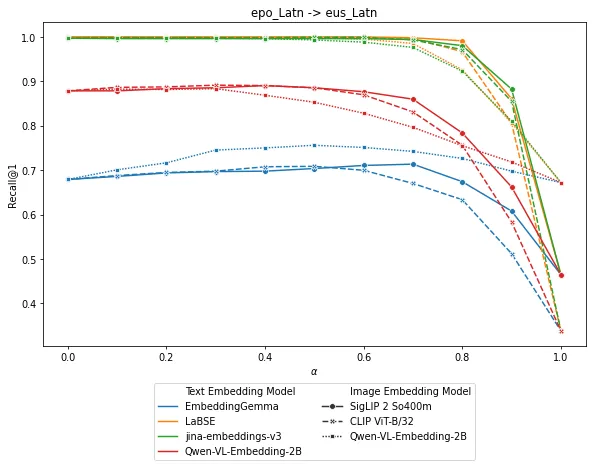 epo_Latn -> eus_Latn
Recall@1
1.0
0.9
0.8
0.7
0.6
0.5
0.4
0.0 0.2 0.4 0.6 0.8 1.0
α
Text Embedding Model Image Embedding Model
EmbeddingGemma SigLIP 2 So400m
LaBSE CLIP ViT-B/32
jina-embeddings-v3 Qwen-VL-Embedding-2B
Qwen-VL-Embedding-2B